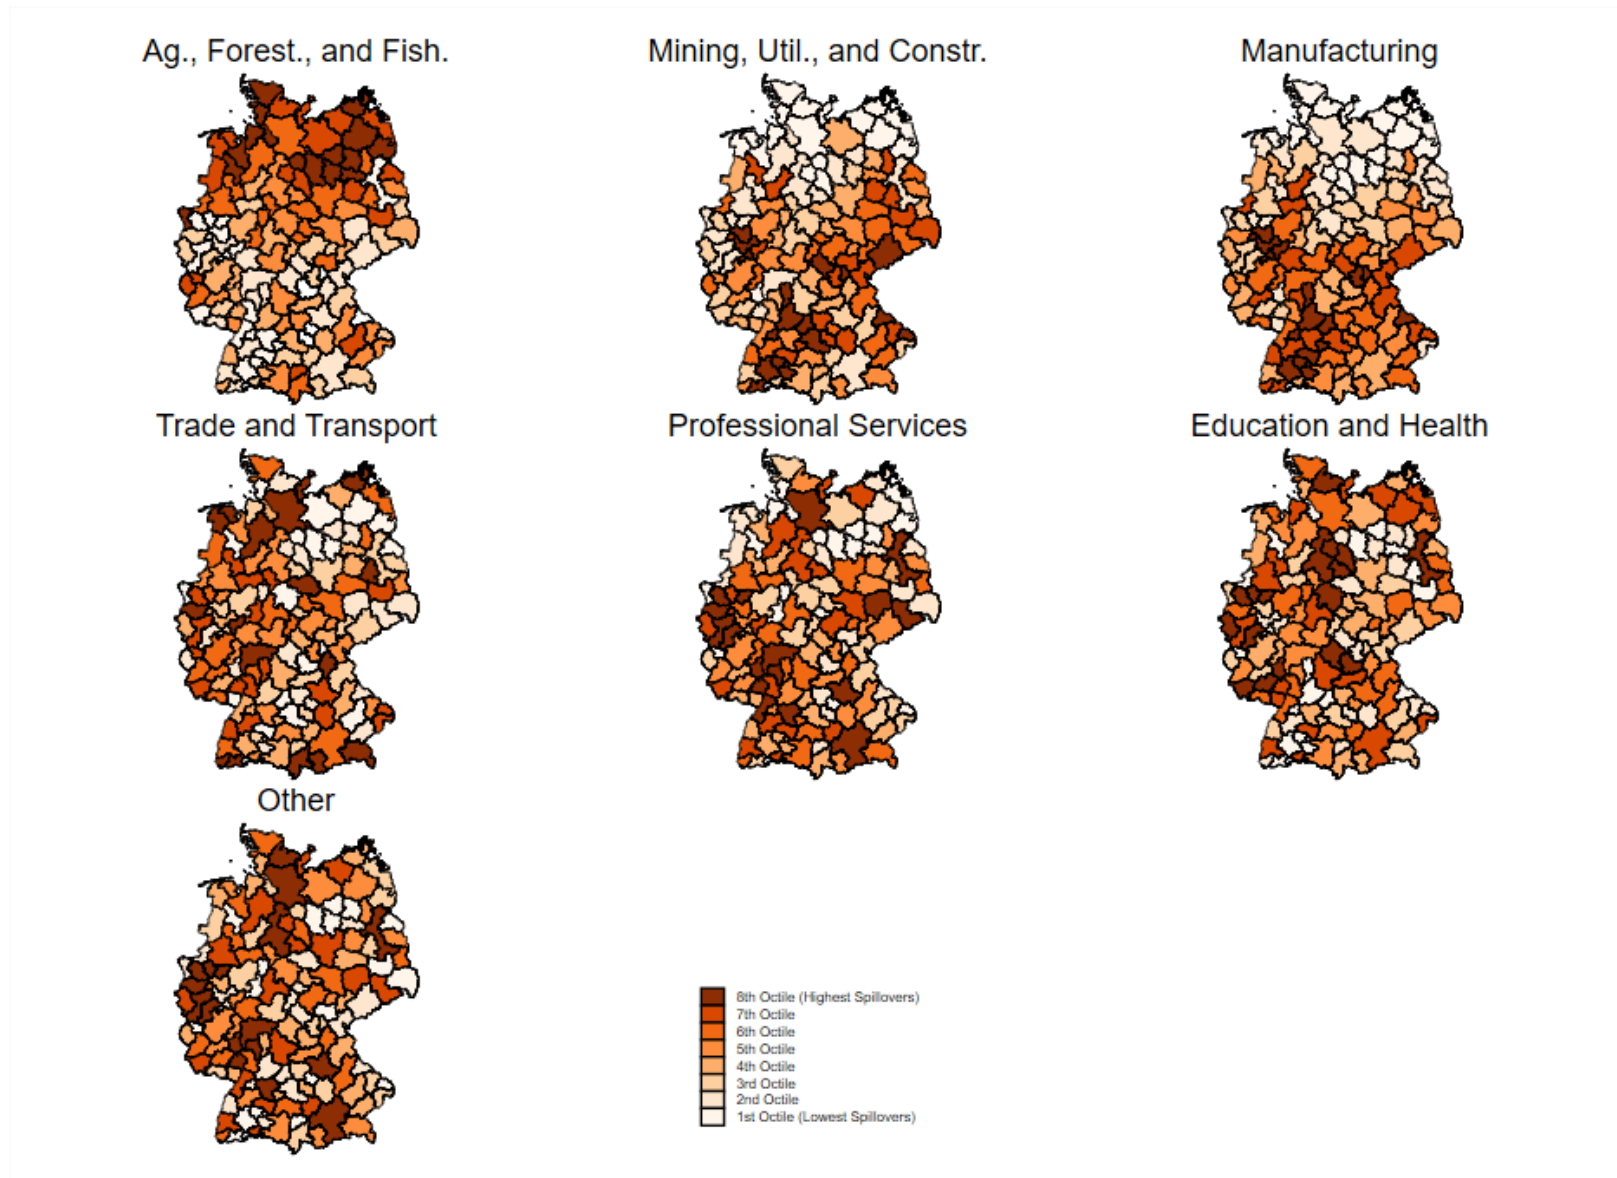 Ag., Forest., and Fish.
Mining, Util., and Constr.
Manufacturing
Trade and Transport
Professional Services
Education and Health
Other
8th Octile (Highest Spillovers)
7th Octile
6th Octile
5th Octile
4th Octile
3rd Octile
2nd Octile
1st Octile (Lowest Spillovers)